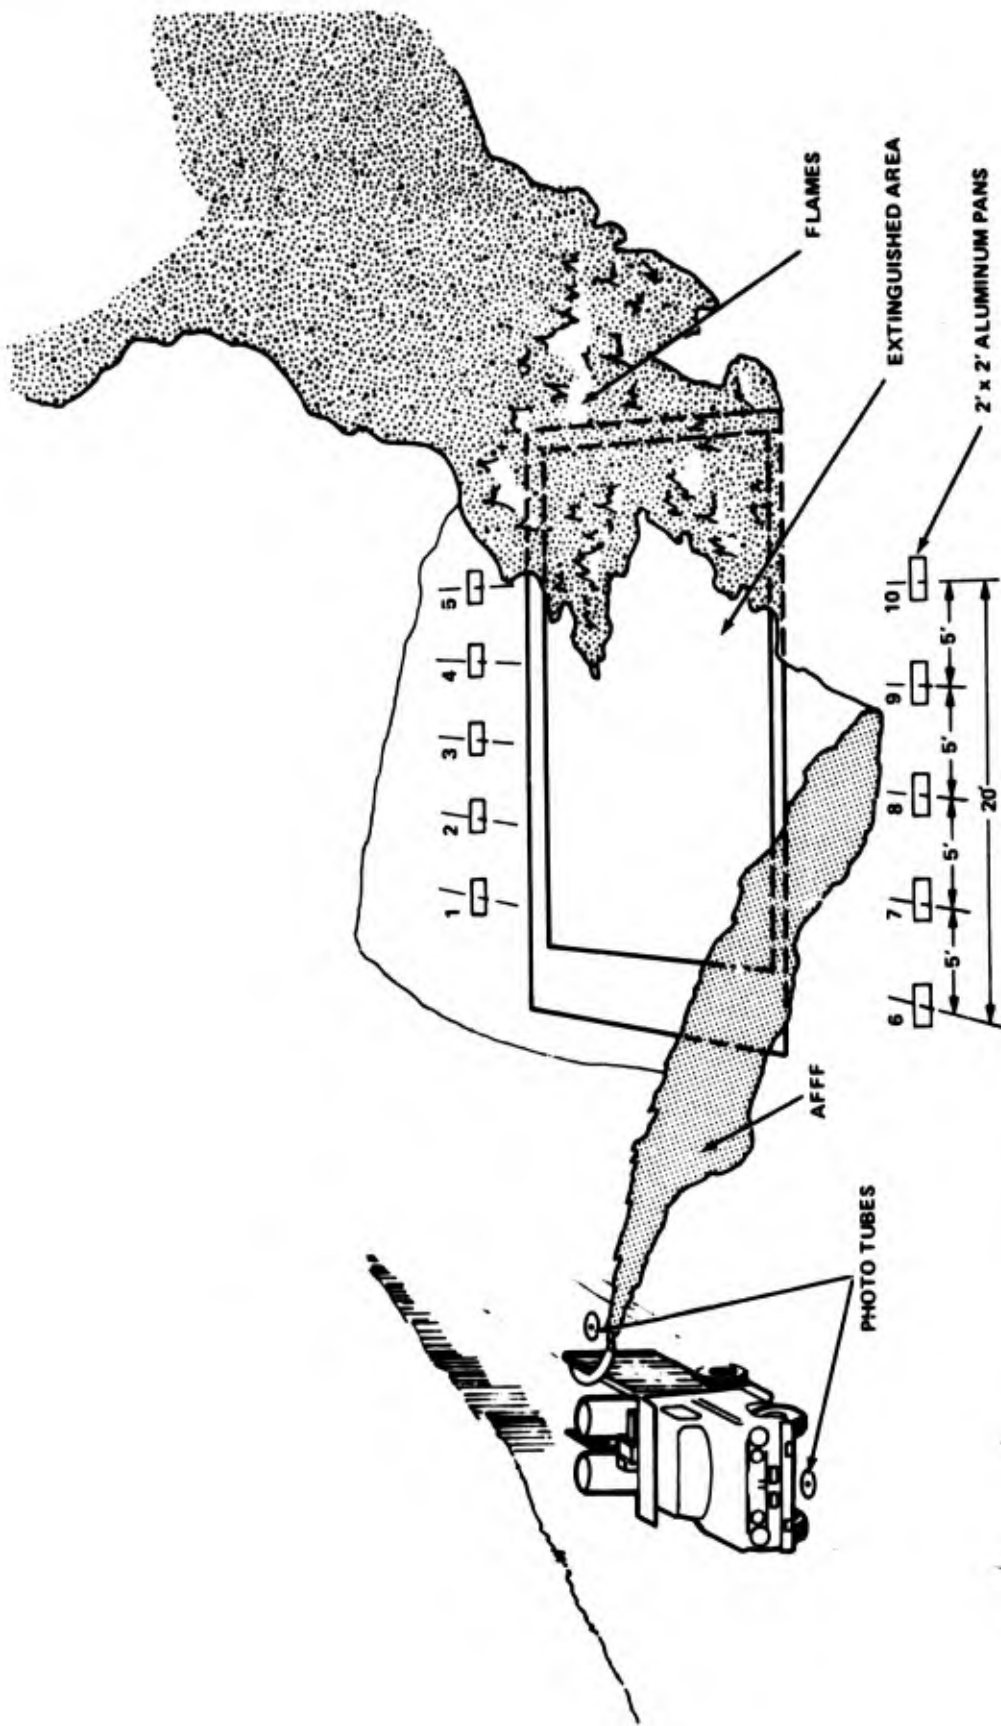 1 2 3 4 5
FLAMES
EXTINGUISHED AREA
AFFF
PHOTO TUBES
6 7 8 9 10
5' 5' 5' 5'
20'
2' x 2' ALUMINUM PANS